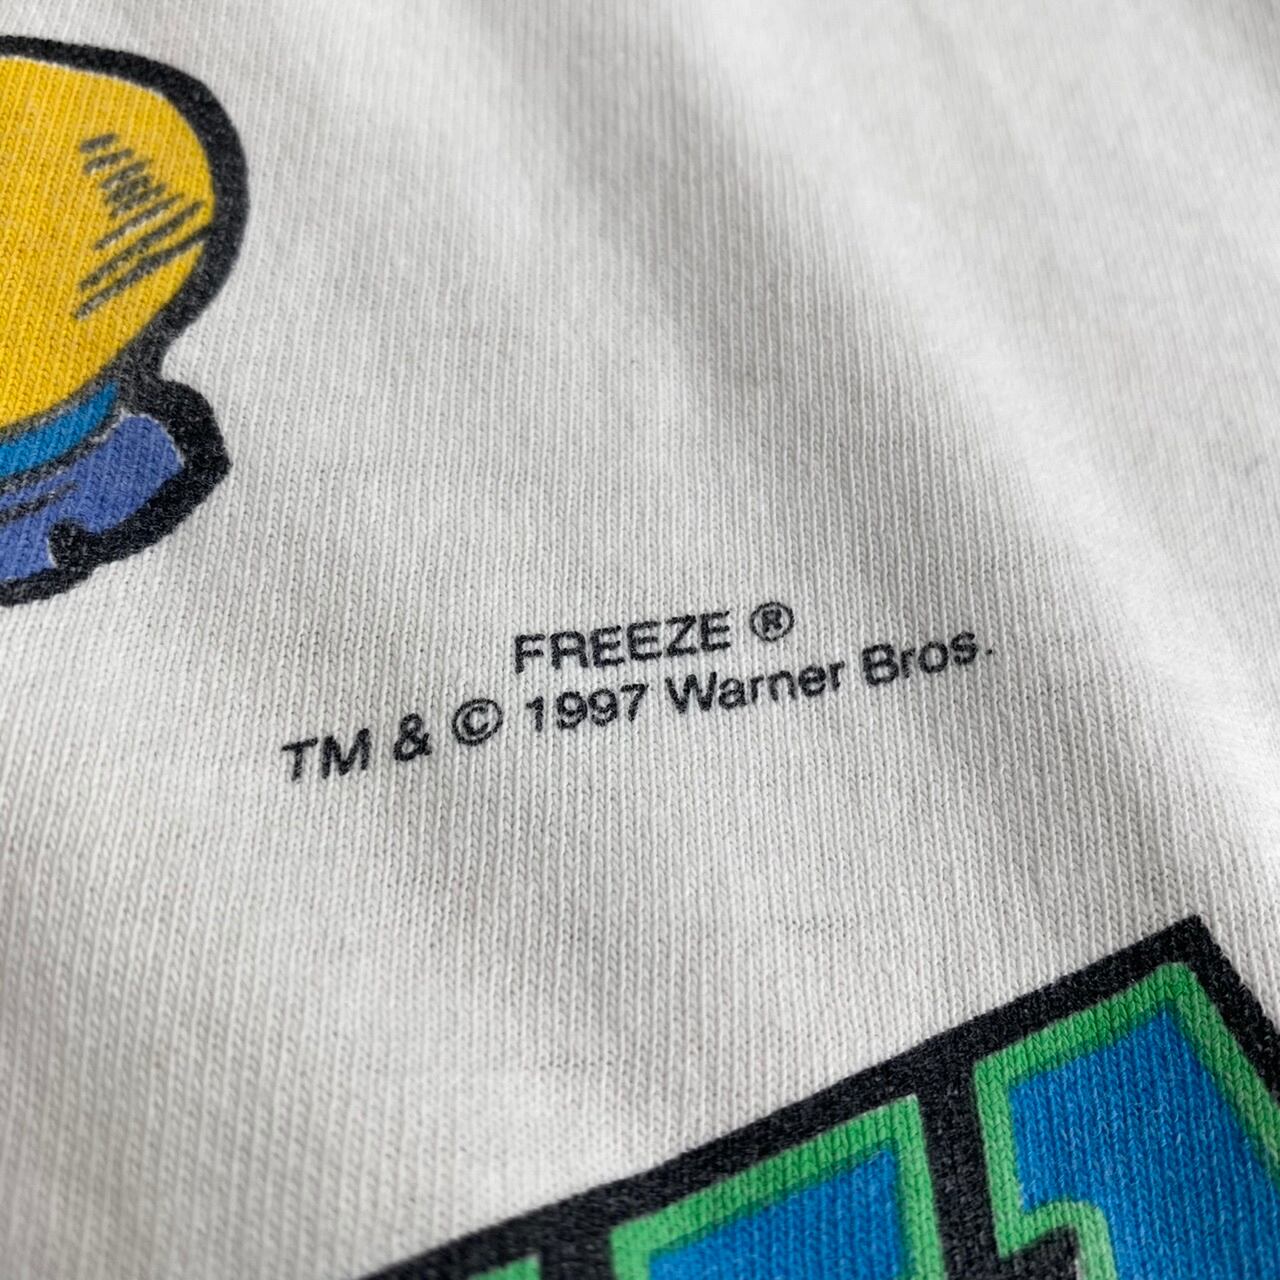 FREEZE ®
TM & © 1997 Warner Bros.